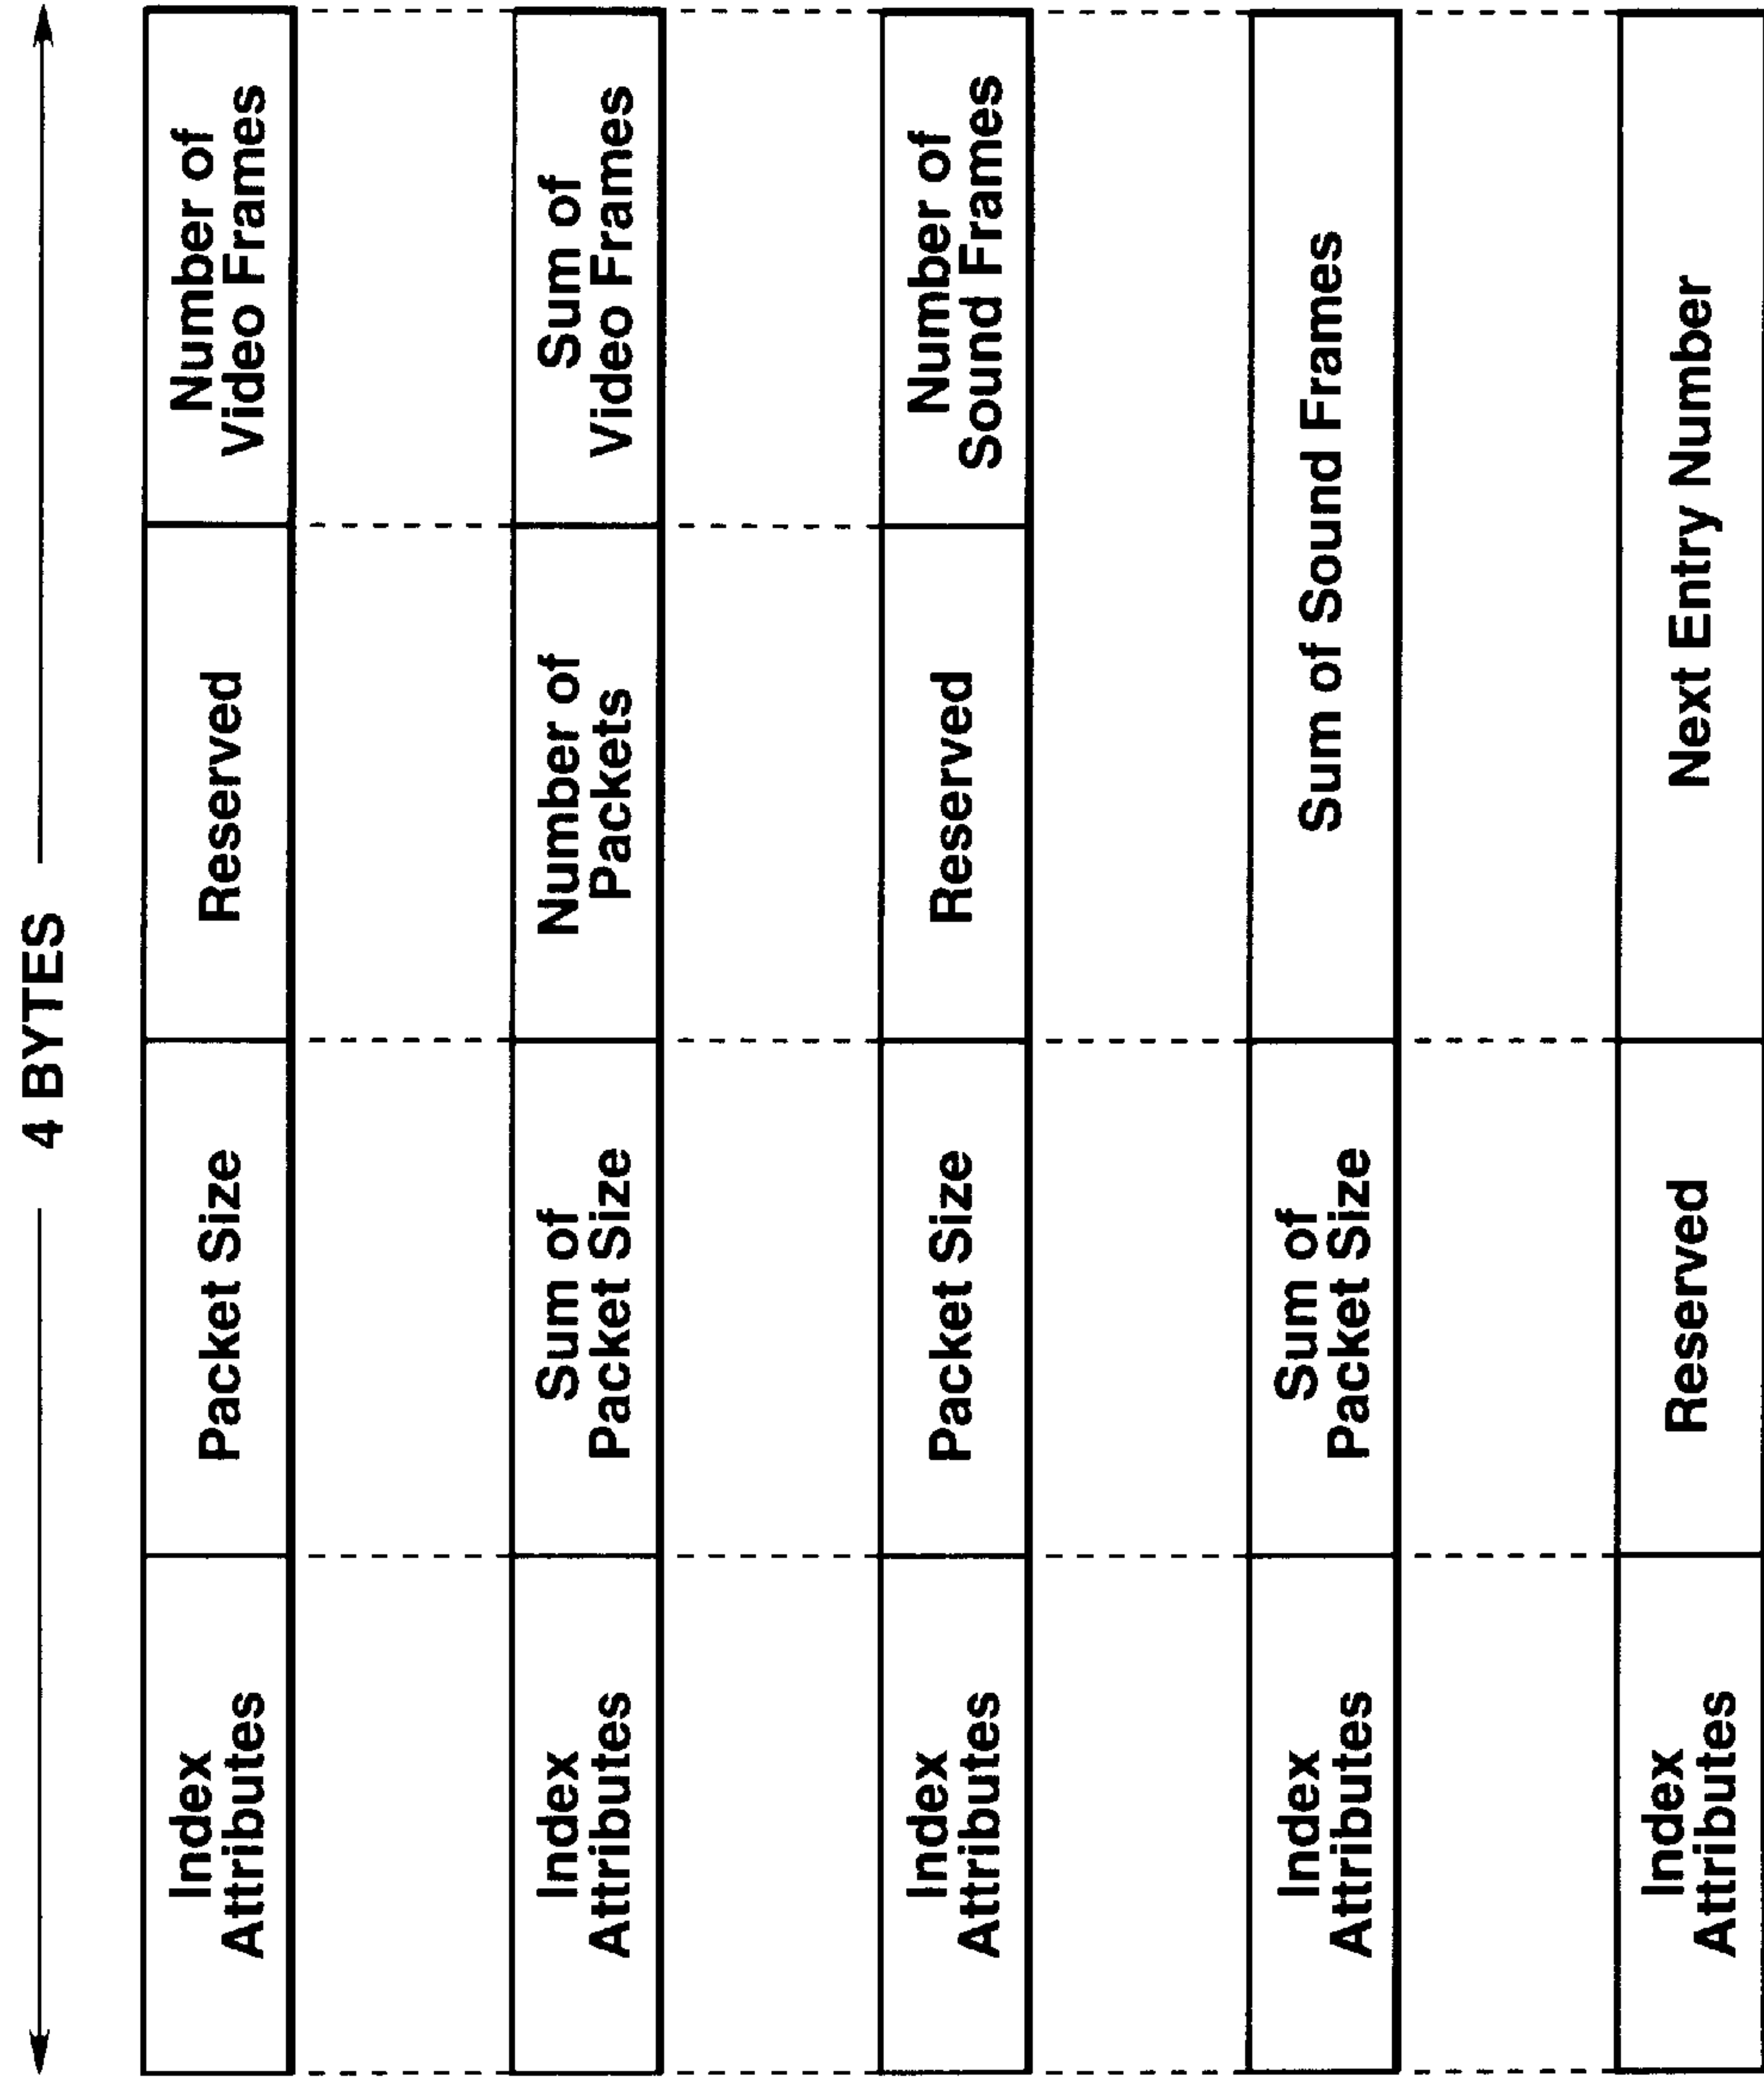 4 BYTES
Index
Attributes
Packet Size
Reserved
Number of
Video Frames
Index
Attributes
Sum of
Packet Size
Number of
Packets
Sum of
Video Frames
Index
Attributes
Packet Size
Reserved
Number of
Sound Frames
Index
Attributes
Sum of
Packet Size
Sum of Sound Frames
Index
Attributes
Reserved
Next Entry Number